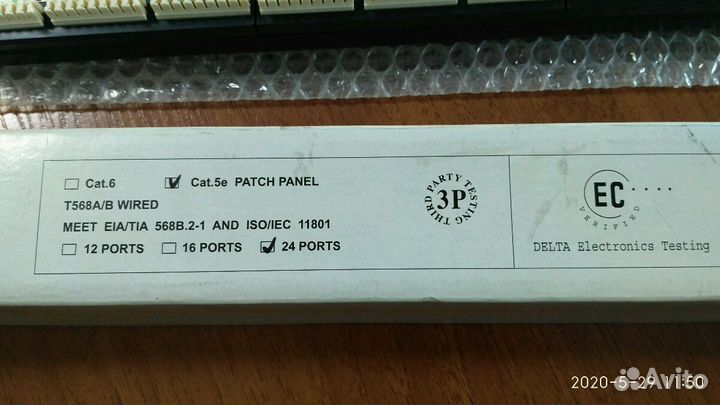 Cat.6 Cat.5e PATCH PANEL
T568A/B WIRED
MEET EIA/TIA 568B.2-1 AND ISO/IEC 11801
12 PORTS 16 PORTS 24 PORTS
THIRD PARTY TESTING
3P
EC
VERIFIED
DELTA Electronics Testing
2020-5-29 11:50
Avito